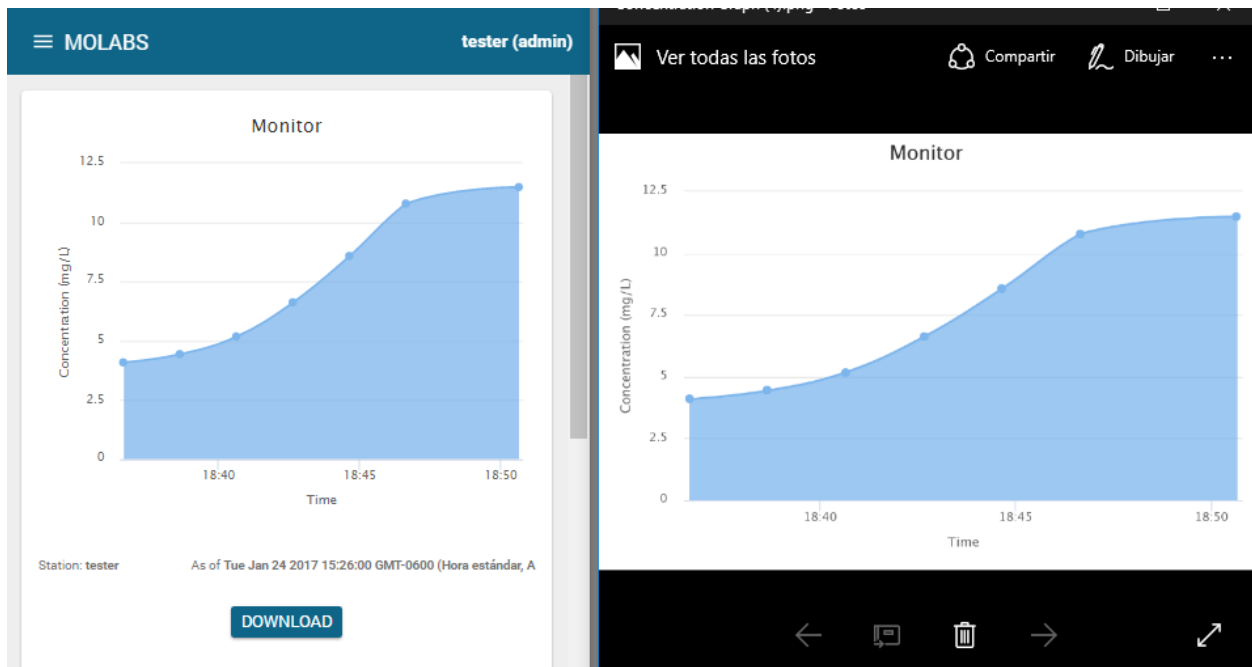 MOLABS
tester (admin)
Monitor
12.5
10
7.5
5
2.5
0
Concentration (mg/L)
18:40 18:45 18:50
Time
Station: tester
As of Tue Jan 24 2017 15:26:00 GMT-0600 (Hora estándar, A
DOWNLOAD
Ver todas las fotos
Compartir
Dibujar
Monitor
12.5
10
7.5
5
2.5
0
Concentration (mg/L)
18:40 18:45 18:50
Time